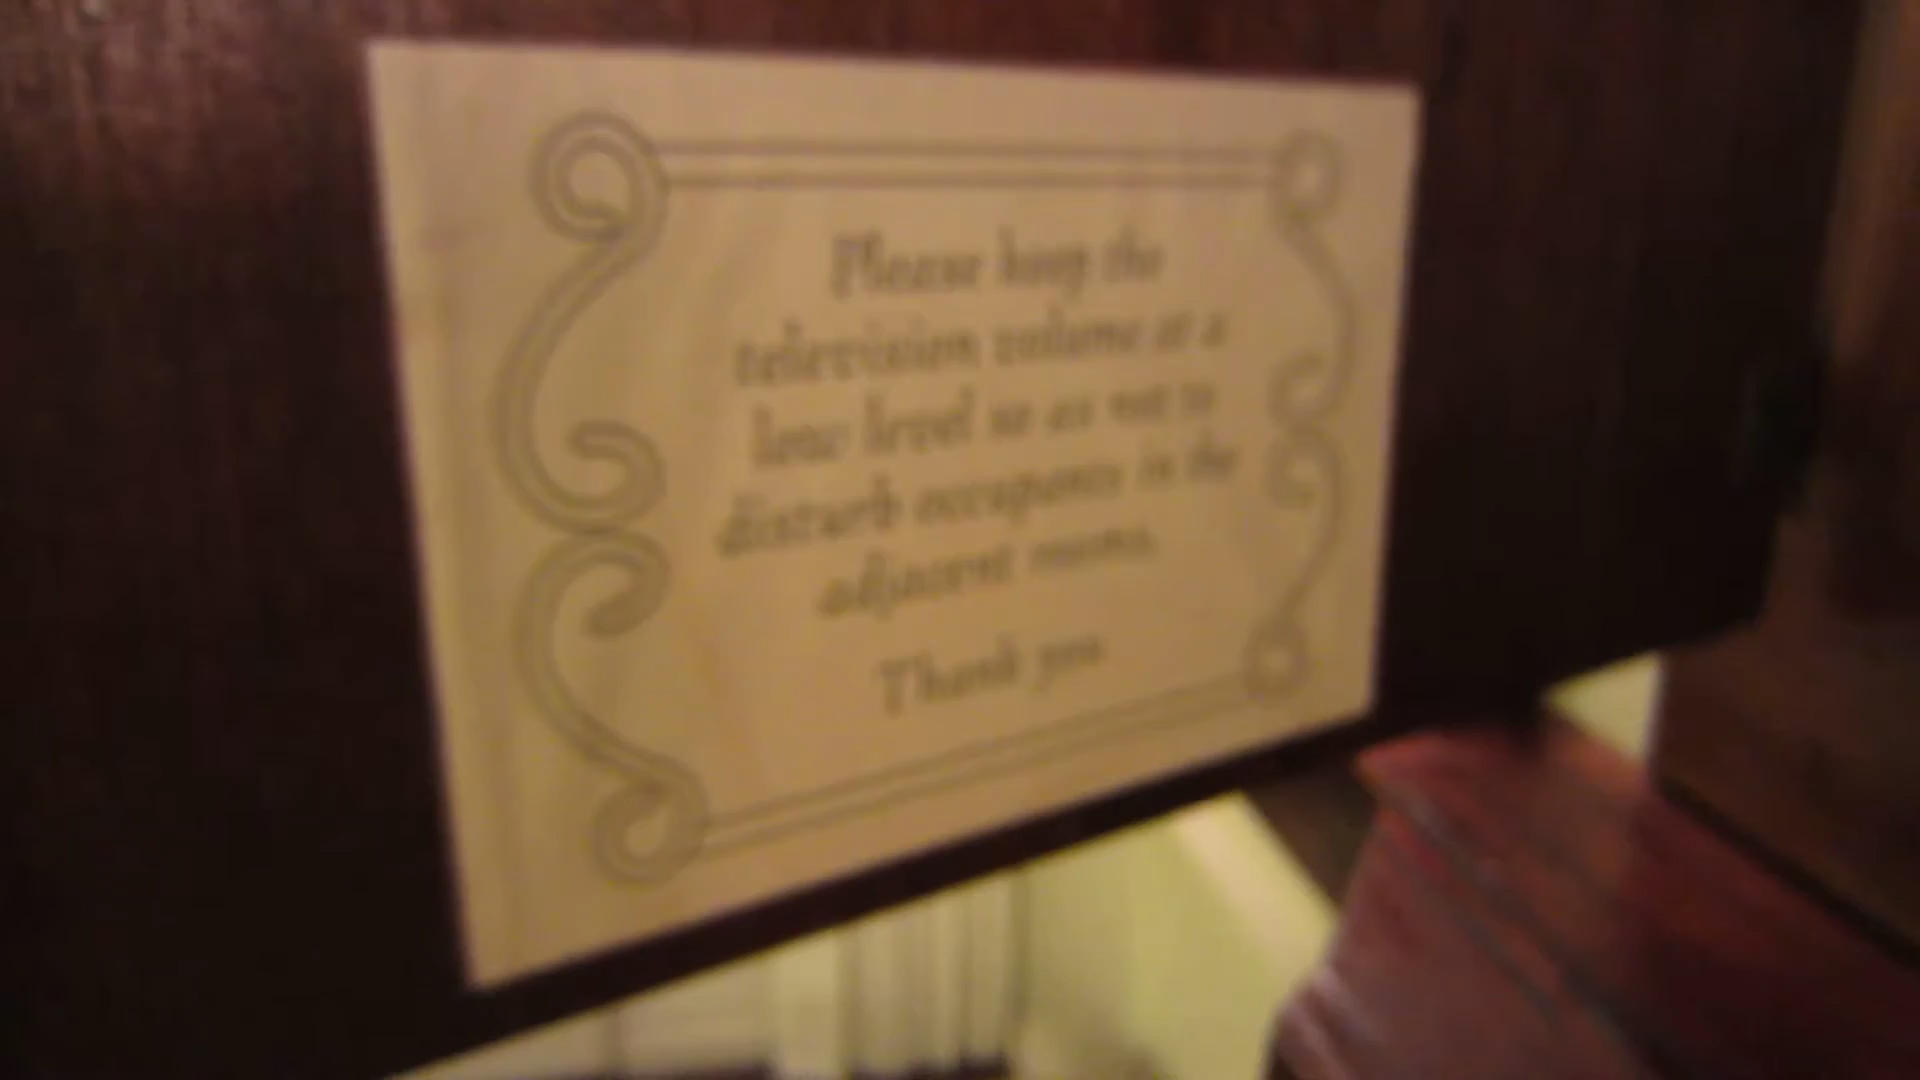 Please keep the
television volume at a
low level so as not to
disturb occupants in the
adjacent rooms.
Thank you